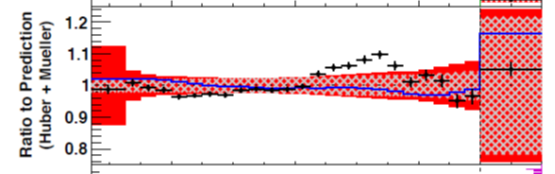 Ratio to Prediction
(Huber + Mueller)
1.2
1.1
1
0.9
0.8